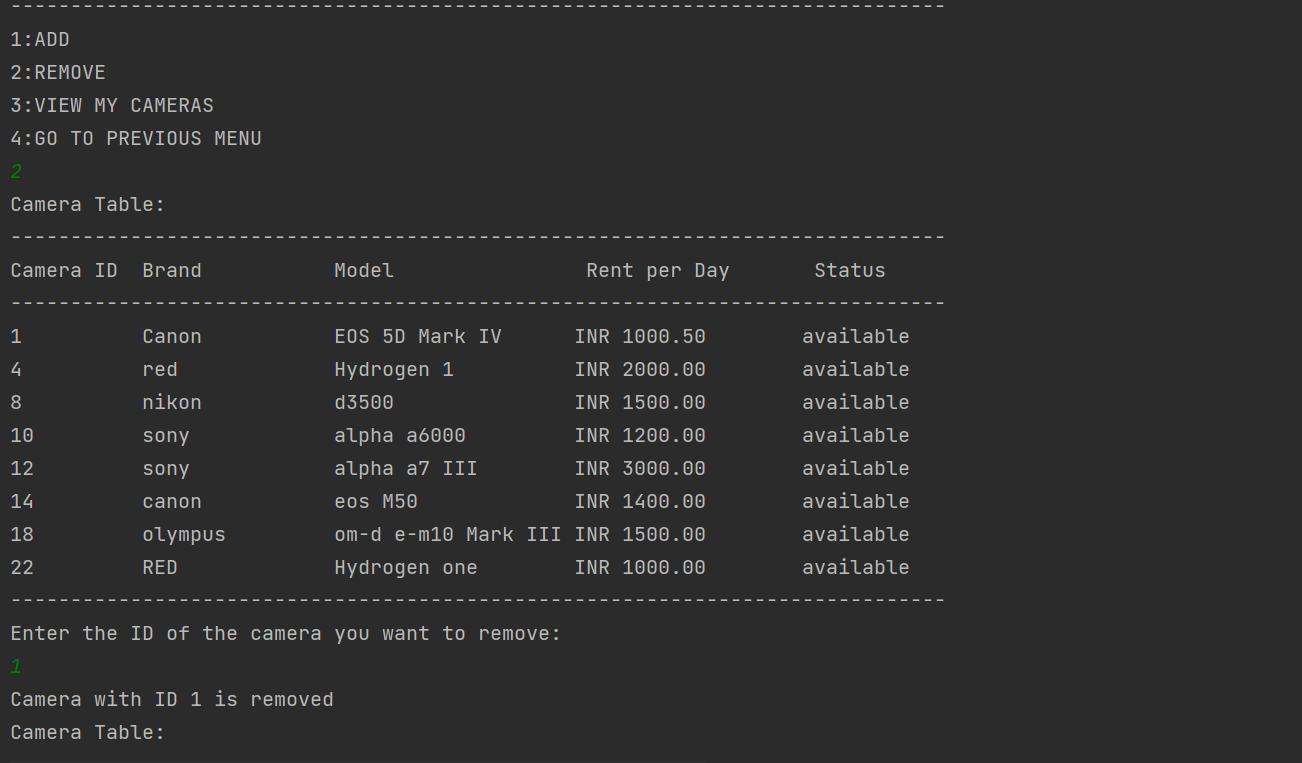 ------------------------------------------------------------------------------
1:ADD
2:REMOVE
3:VIEW MY CAMERAS
4:GO TO PREVIOUS MENU
2
Camera Table:
------------------------------------------------------------------------------
Camera ID  Brand           Model                Rent per Day       Status
------------------------------------------------------------------------------
1          Canon           EOS 5D Mark IV      INR 1000.50        available
4          red             Hydrogen 1          INR 2000.00        available
8          nikon           d3500               INR 1500.00        available
10         sony            alpha a6000         INR 1200.00        available
12         sony            alpha a7 III        INR 3000.00        available
14         canon           eos M50             INR 1400.00        available
18         olympus         om-d e-m10 Mark III INR 1500.00        available
22         RED             Hydrogen one        INR 1000.00        available
------------------------------------------------------------------------------
Enter the ID of the camera you want to remove:
1
Camera with ID 1 is removed
Camera Table: